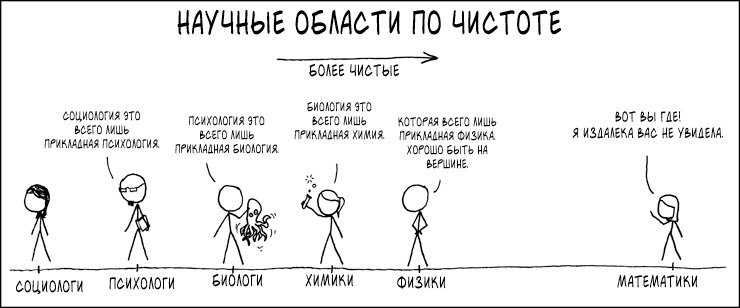 НАУЧНЫЕ ОБЛАСТИ ПО ЧИСТОТЕ
БОЛЕЕ ЧИСТЫЕ
СОЦИОЛОГИЯ ЭТО
ВСЕГО ЛИШЬ
ПРИКЛАДНАЯ ПСИХОЛОГИЯ.
ПСИХОЛОГИЯ ЭТО
ВСЕГО ЛИШЬ
ПРИКЛАДНАЯ БИОЛОГИЯ.
БИОЛОГИЯ ЭТО
ВСЕГО ЛИШЬ
ПРИКЛАДНАЯ ХИМИЯ.
КОТОРАЯ ВСЕГО ЛИШЬ
ПРИКЛАДНАЯ ФИЗИКА.
ХОРОШО БЫТЬ НА
ВЕРШИНЕ.
ВОТ ВЫ ГДЕ!
Я ИЗДАЛЕКА ВАС НЕ УВИДЕЛА.
СОЦИОЛОГИ
ПСИХОЛОГИ
БИОЛОГИ
ХИМИКИ
ФИЗИКИ
МАТЕМАТИКИ